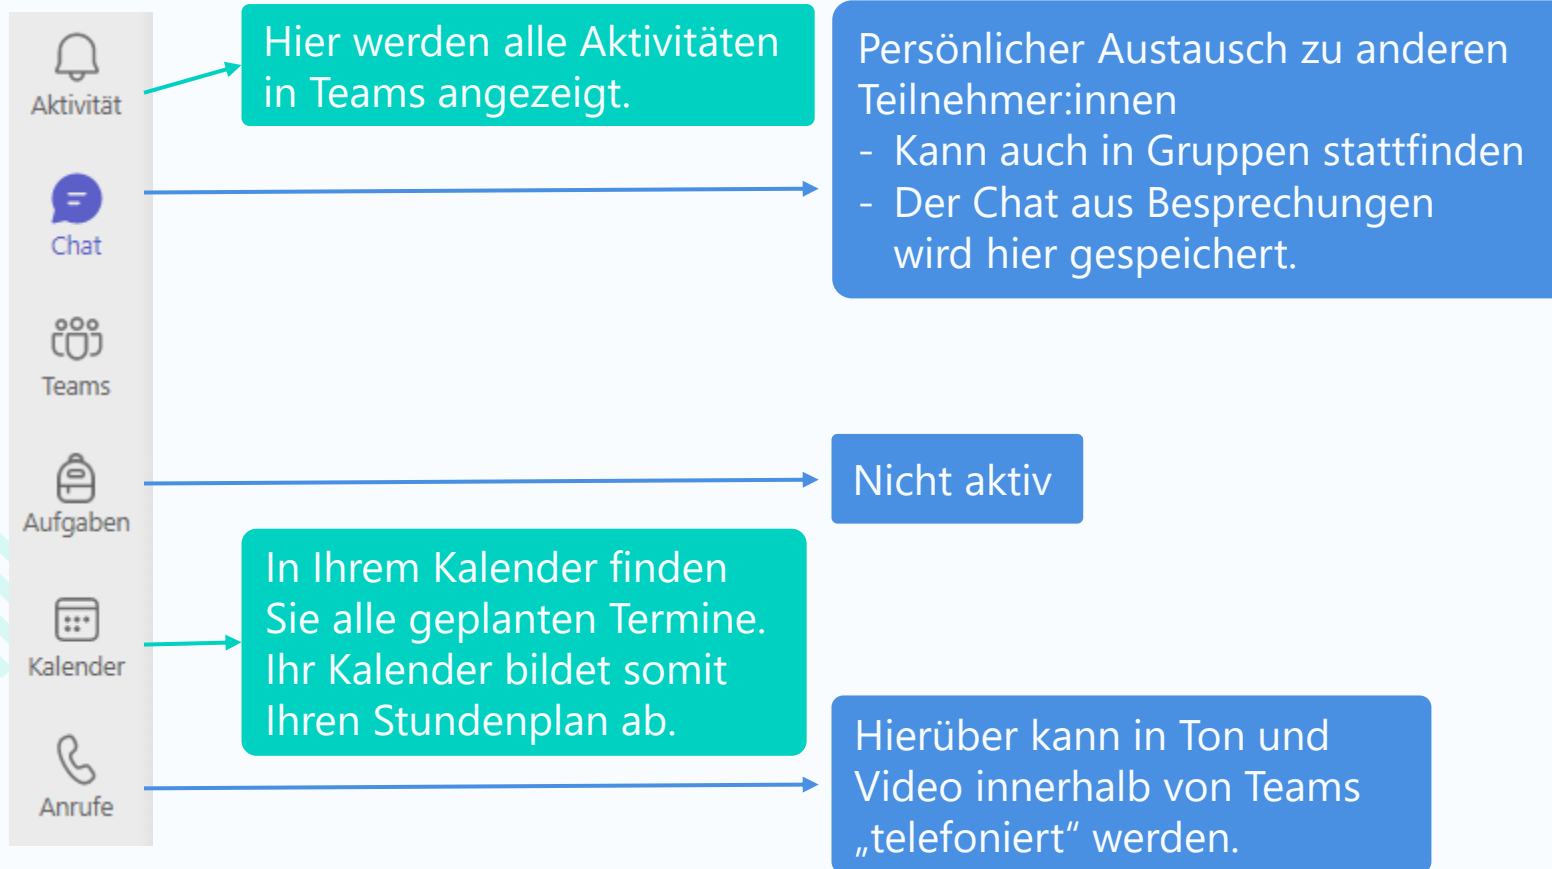 Aktivität
Hier werden alle Aktivitäten
in Teams angezeigt.
Chat
Persönlicher Austausch zu anderen
Teilnehmer:innen
- Kann auch in Gruppen stattfinden
- Der Chat aus Besprechungen
wird hier gespeichert.
Teams
Aufgaben
Nicht aktiv
Kalender
In Ihrem Kalender finden
Sie alle geplanten Termine.
Ihr Kalender bildet somit
Ihren Stundenplan ab.
Anrufe
Hierüber kann in Ton und
Video innerhalb von Teams
„telefoniert“ werden.